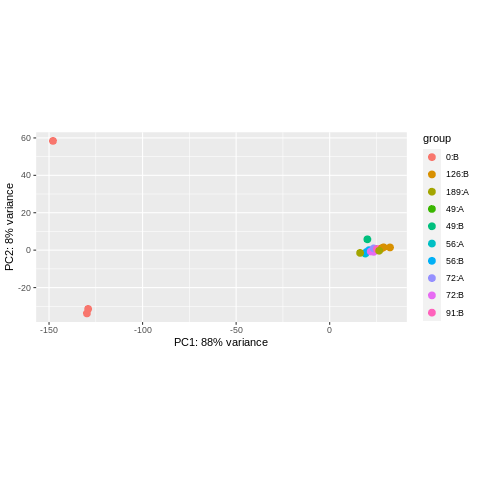 group
0:B
126:B
189:A
49:A
49:B
56:A
56:B
72:A
72:B
91:B
60
40
20
0
-20
PC2: 8% variance
-150
-100
-50
0
PC1: 88% variance